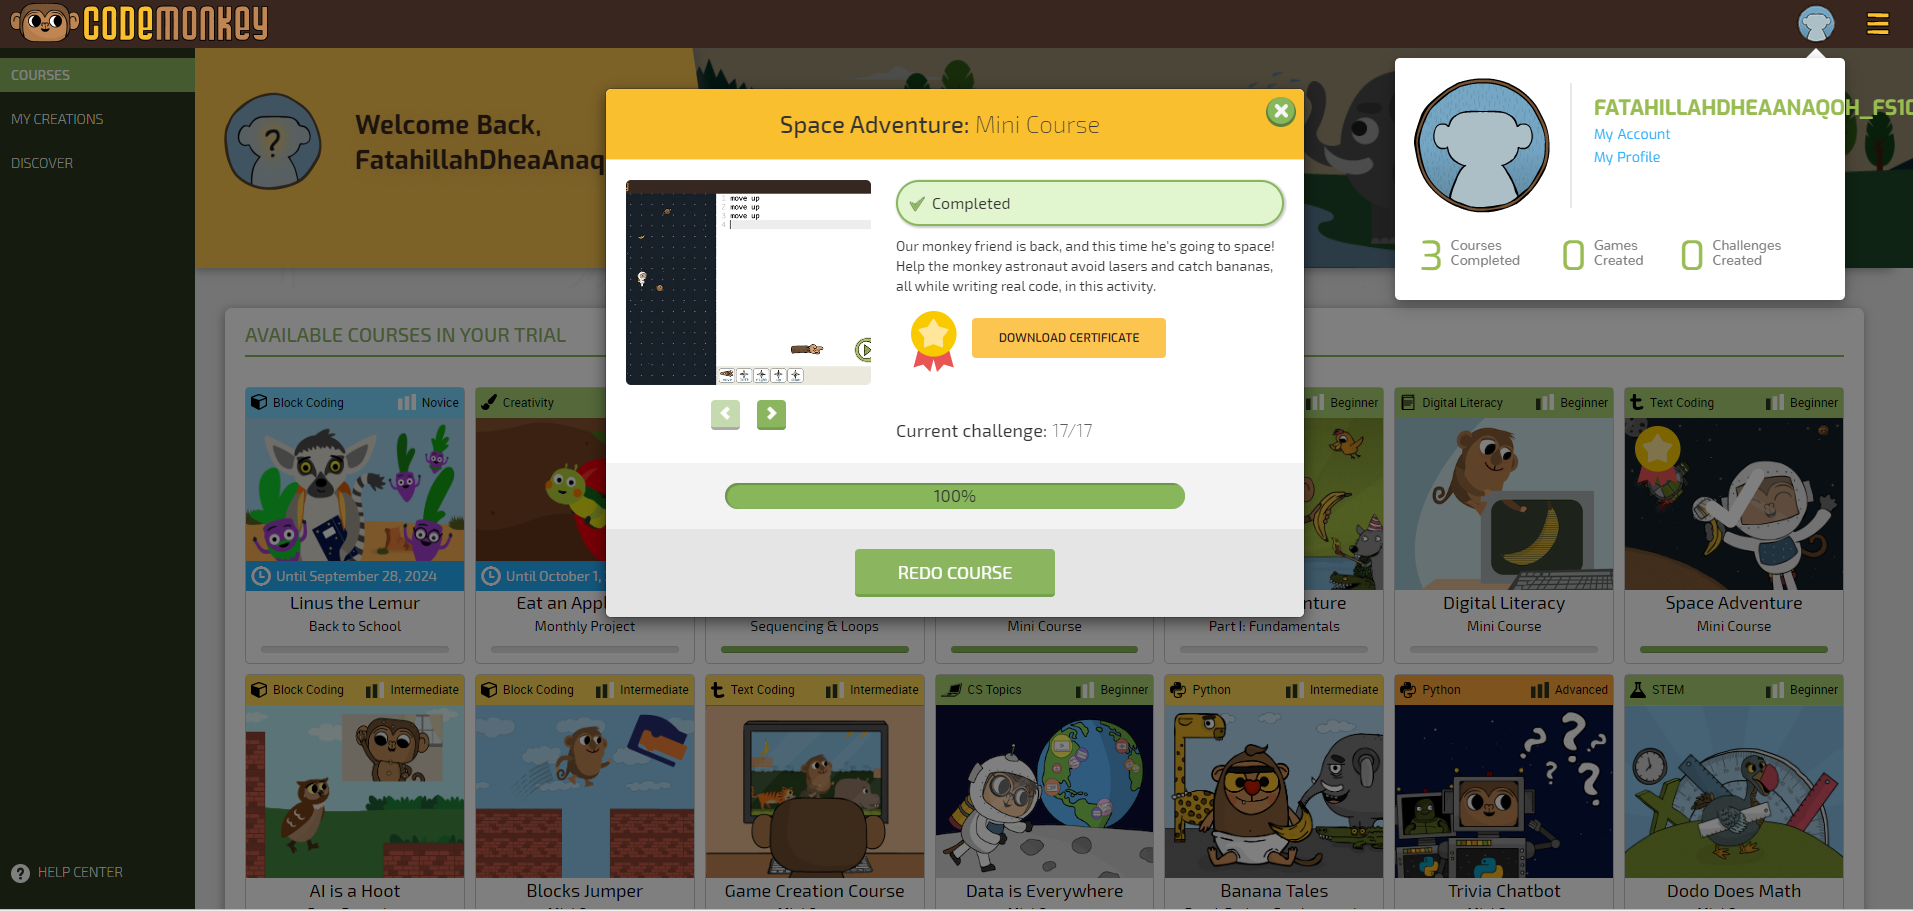 CODEMONKEY
COURSES
MY CREATIONS
DISCOVER
HELP CENTER
?
Welcome Back,
FatahillahDheaAnaq
FATAHILLAHDHEAANAQOH_FS10
My Account
My Profile
3 Courses Completed
0 Games Created
0 Challenges Created
Space Adventure: Mini Course
1 move up
2 move up
3 move up
4
Completed
Our monkey friend is back, and this time he's going to space!
Help the monkey astronaut avoid lasers and catch bananas,
all while writing real code, in this activity.
DOWNLOAD CERTIFICATE
Current challenge: 17/17
100%
REDO COURSE
AVAILABLE COURSES IN YOUR TRIAL
Block Coding Novice
Until September 28, 2024
Linus the Lemur
Back to School
Creativity
Until October 1,
Eat an Appl
Monthly Project
Sequencing & Loops
Mini Course
Beginner
nture
Part I: Fundamentals
Digital Literacy Beginner
Digital Literacy
Mini Course
Text Coding Beginner
Space Adventure
Mini Course
Block Coding Intermediate
AI is a Hoot
Block Coding Intermediate
Blocks Jumper
Text Coding Intermediate
Game Creation Course
CS Topics Beginner
Data is Everywhere
Python Intermediate
Banana Tales
Python Advanced
Trivia Chatbot
STEM Beginner
Dodo Does Math